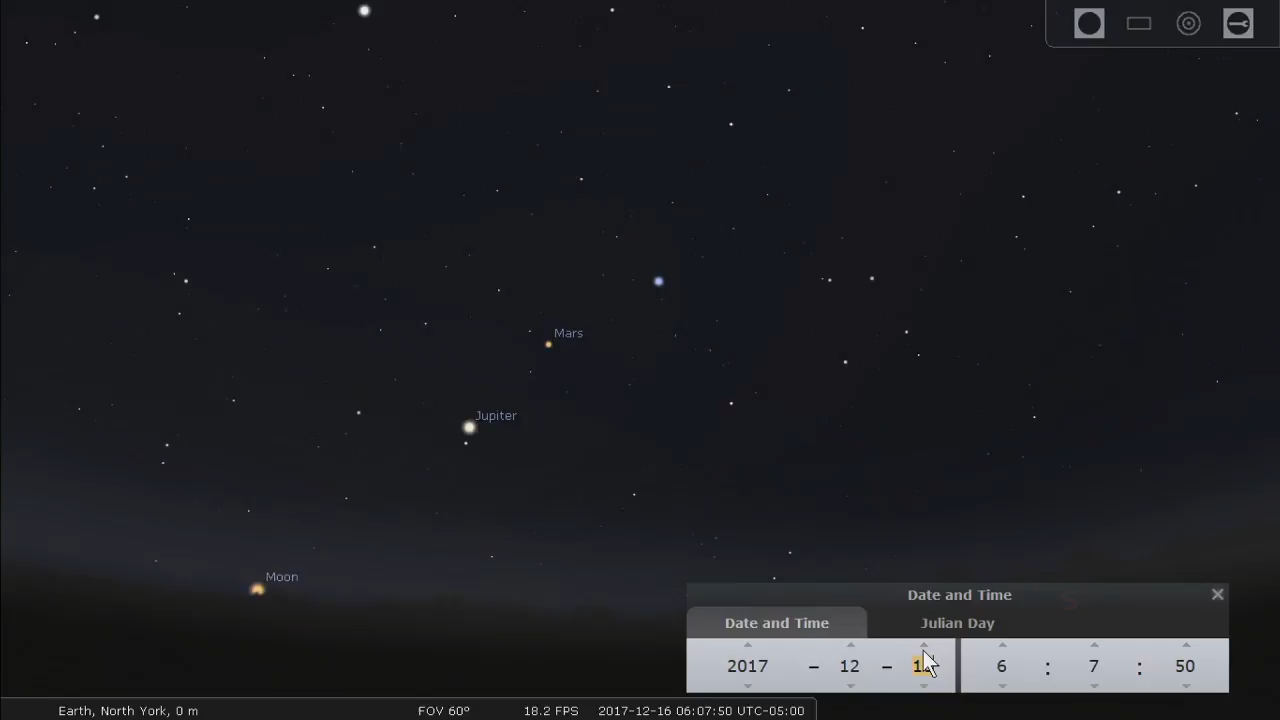 Mars
Jupiter
Moon
Date and Time
Date and Time Julian Day
2017 - 12 - 6 : 7 : 50
Earth, North York, 0 m FOV 60° 18.2 FPS 2017-12-16 06:07:50 UTC-05:00